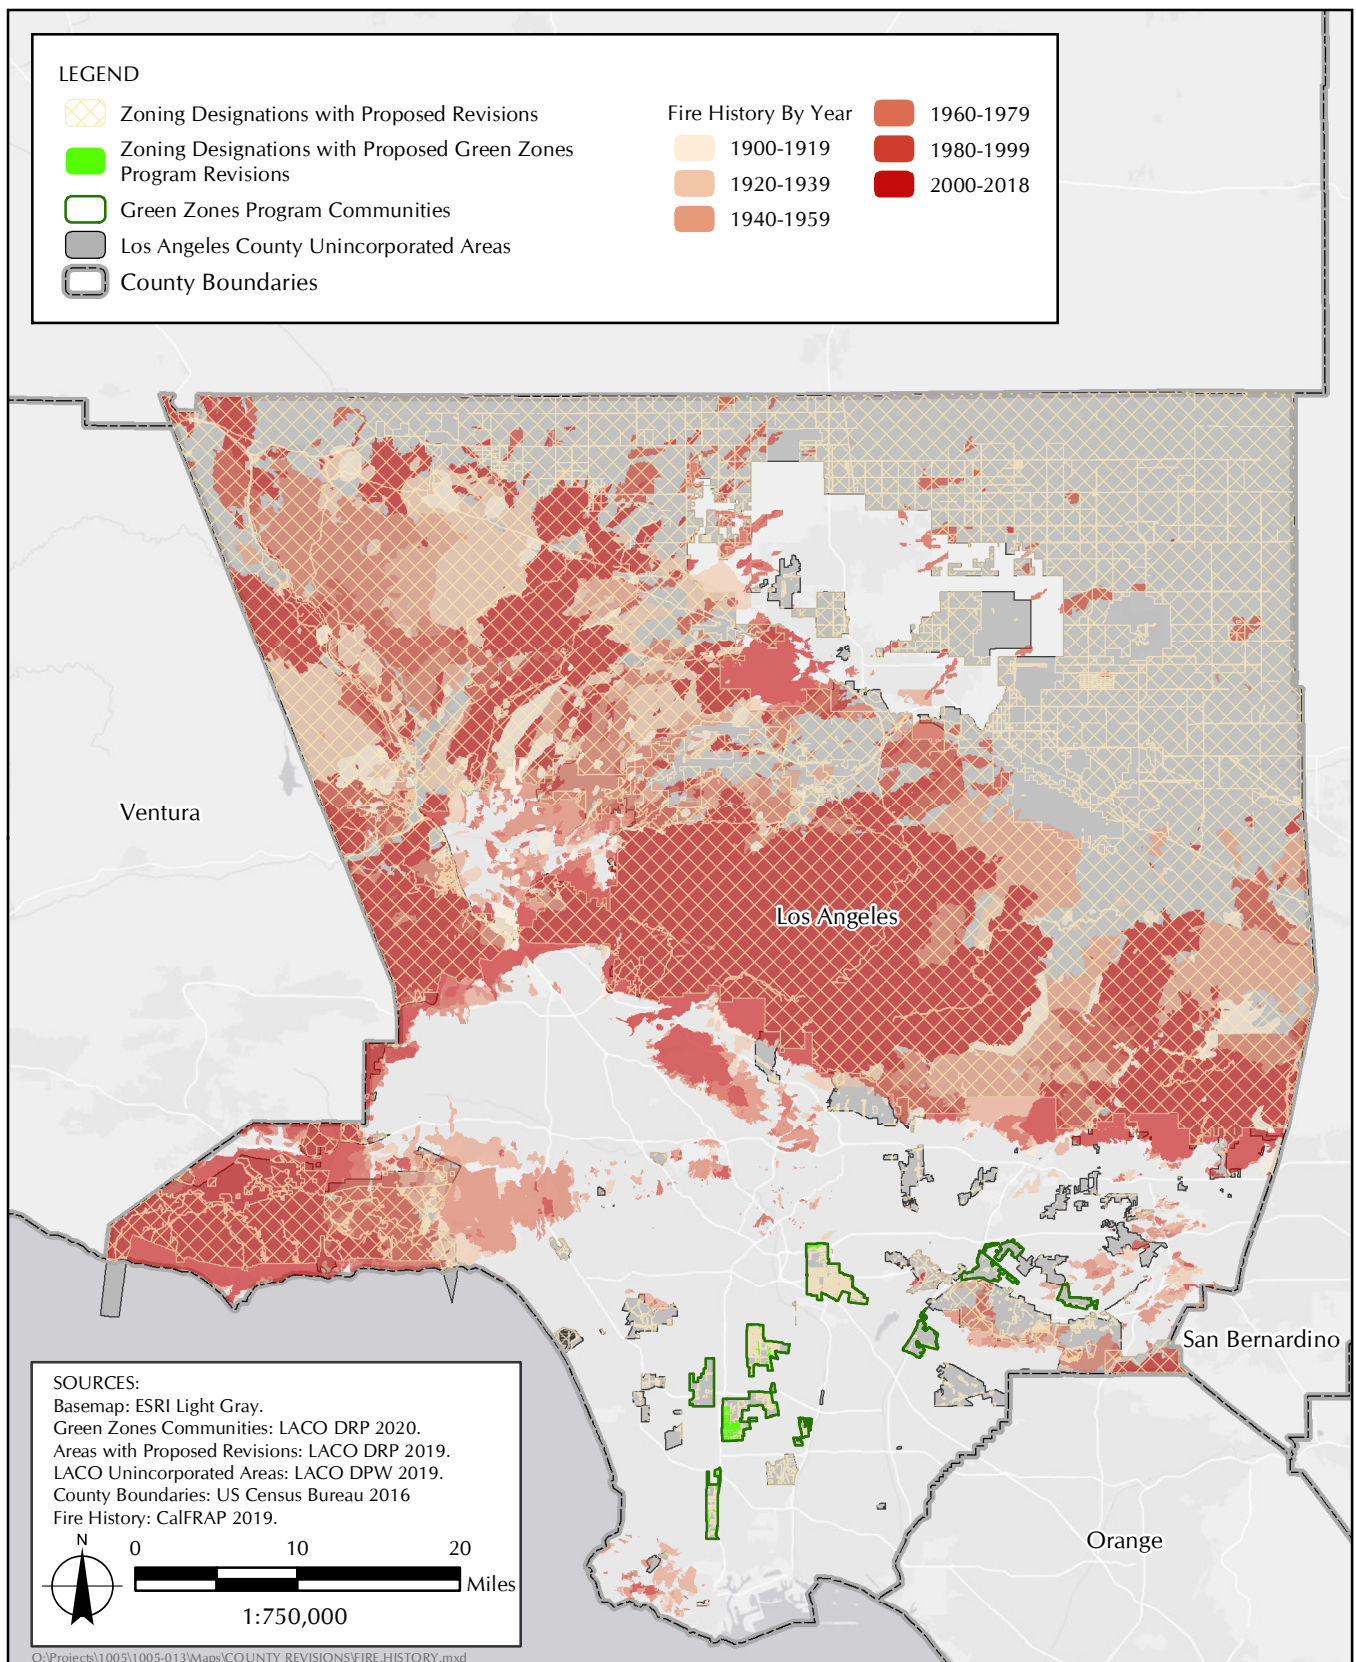 LEGEND
Zoning Designations with Proposed Revisions
Zoning Designations with Proposed Green Zones
Program Revisions
Green Zones Program Communities
Los Angeles County Unincorporated Areas
County Boundaries
Fire History By Year
1900-1919
1920-1939
1940-1959
1960-1979
1980-1999
2000-2018
Ventura
Los Angeles
San Bernardino
Orange
SOURCES:
Basemap: ESRI Light Gray.
Green Zones Communities: LACO DRP 2020.
Areas with Proposed Revisions: LACO DRP 2019.
LACO Unincorporated Areas: LACO DPW 2019.
County Boundaries: US Census Bureau 2016
Fire History: CalFRAP 2019.
N
0 10 20
Miles
1:750,000
O:\Projects\1005\1005-013\Maps\COUNTY REVISIONS\FIRE.HISTORY.mxd